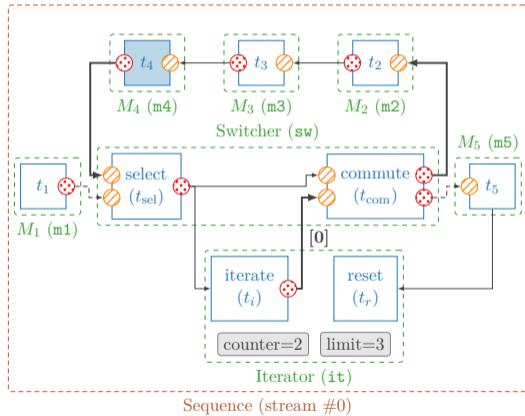 t4
t3
t2
M4 (m4)
M3 (m3)
M2 (m2)
Switcher (sw)
M5 (m5)
t1
select
(tsel)
commute
(tcom)
t5
M1 (m1)
[0]
iterate
(ti)
reset
(tr)
counter=2
limit=3
Iterator (it)
Sequence (stream #0)